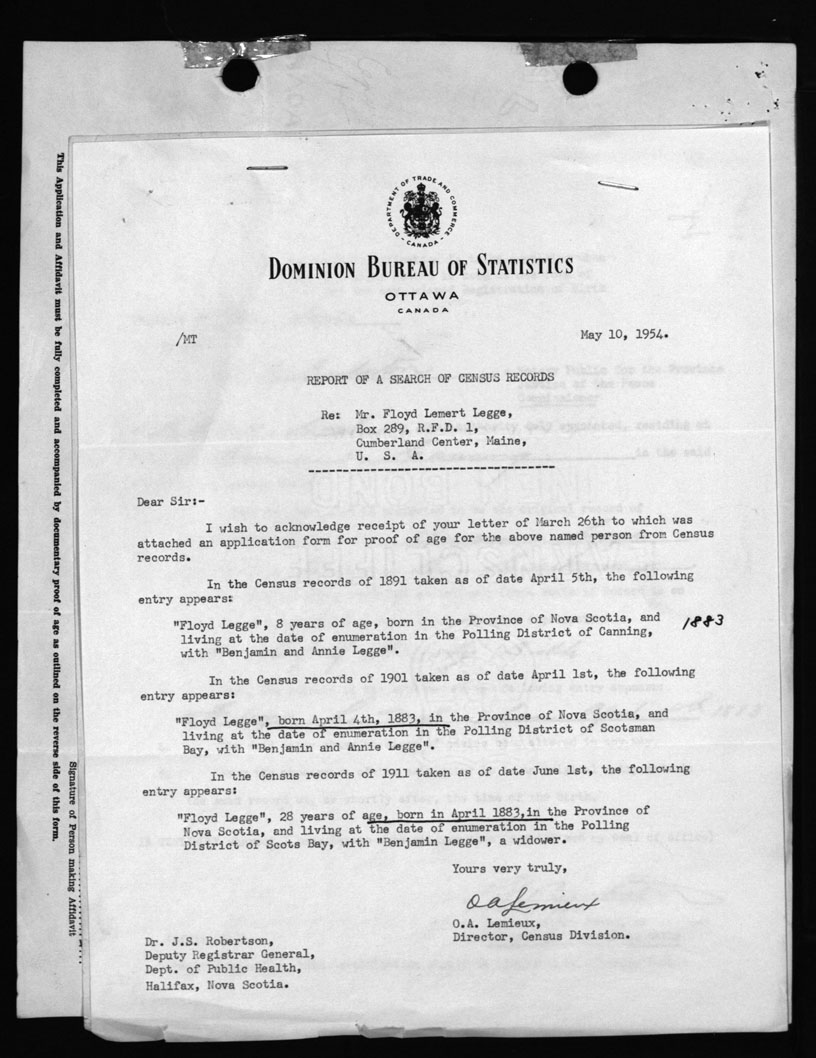 DEPARTMENT OF TRADE AND COMMERCE
- CANADA -
DOMINION BUREAU OF STATISTICS
OTTAWA
CANADA
/MT
May 10, 1954.
REPORT OF A SEARCH OF CENSUS RECORDS
Re: Mr. Floyd Lemert Legge,
Box 289, R.F.D. 1,
Cumberland Center, Maine,
U. S. A.
-----------------------------------
Dear Sir:-
I wish to acknowledge receipt of your letter of March 26th to which was
attached an application form for proof of age for the above named person from Census
records.
In the Census records of 1891 taken as of date April 5th, the following
entry appears:
"Floyd Legge", 8 years of age, born in the Province of Nova Scotia, and
living at the date of enumeration in the Polling District of Canning,
with "Benjamin and Annie Legge".
1883
In the Census records of 1901 taken as of date April 1st, the following
entry appears:
"Floyd Legge", born April 4th, 1883, in the Province of Nova Scotia, and
living at the date of enumeration in the Polling District of Scotsman
Bay, with "Benjamin and Annie Legge".
In the Census records of 1911 taken as of date June 1st, the following
entry appears:
"Floyd Legge", 28 years of age, born in April 1883,in the Province of
Nova Scotia, and living at the date of enumeration in the Polling
District of Scots Bay, with "Benjamin Legge", a widower.
Yours very truly,
O A Lemieux
O.A. Lemieux,
Director, Census Division.
Dr. J.S. Robertson,
Deputy Registrar General,
Dept. of Public Health,
Halifax, Nova Scotia.
This Application and Affidavit must be fully completed and accompanied by documentary proof of age as outlined on the reverse side of this form.
Signature of Person making Affidavit